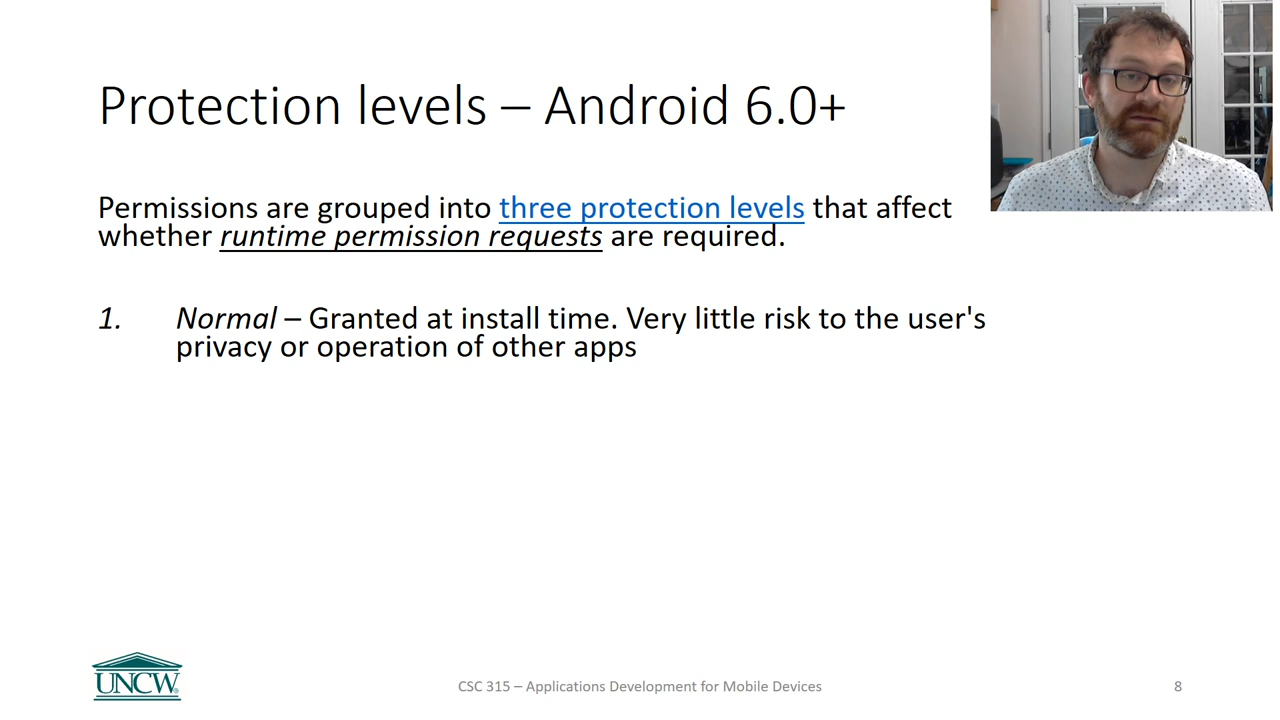 Protection levels – Android 6.0+
Permissions are grouped into three protection levels that affect
whether runtime permission requests are required.
1. Normal – Granted at install time. Very little risk to the user's
privacy or operation of other apps
UNCW
CSC 315 – Applications Development for Mobile Devices
8